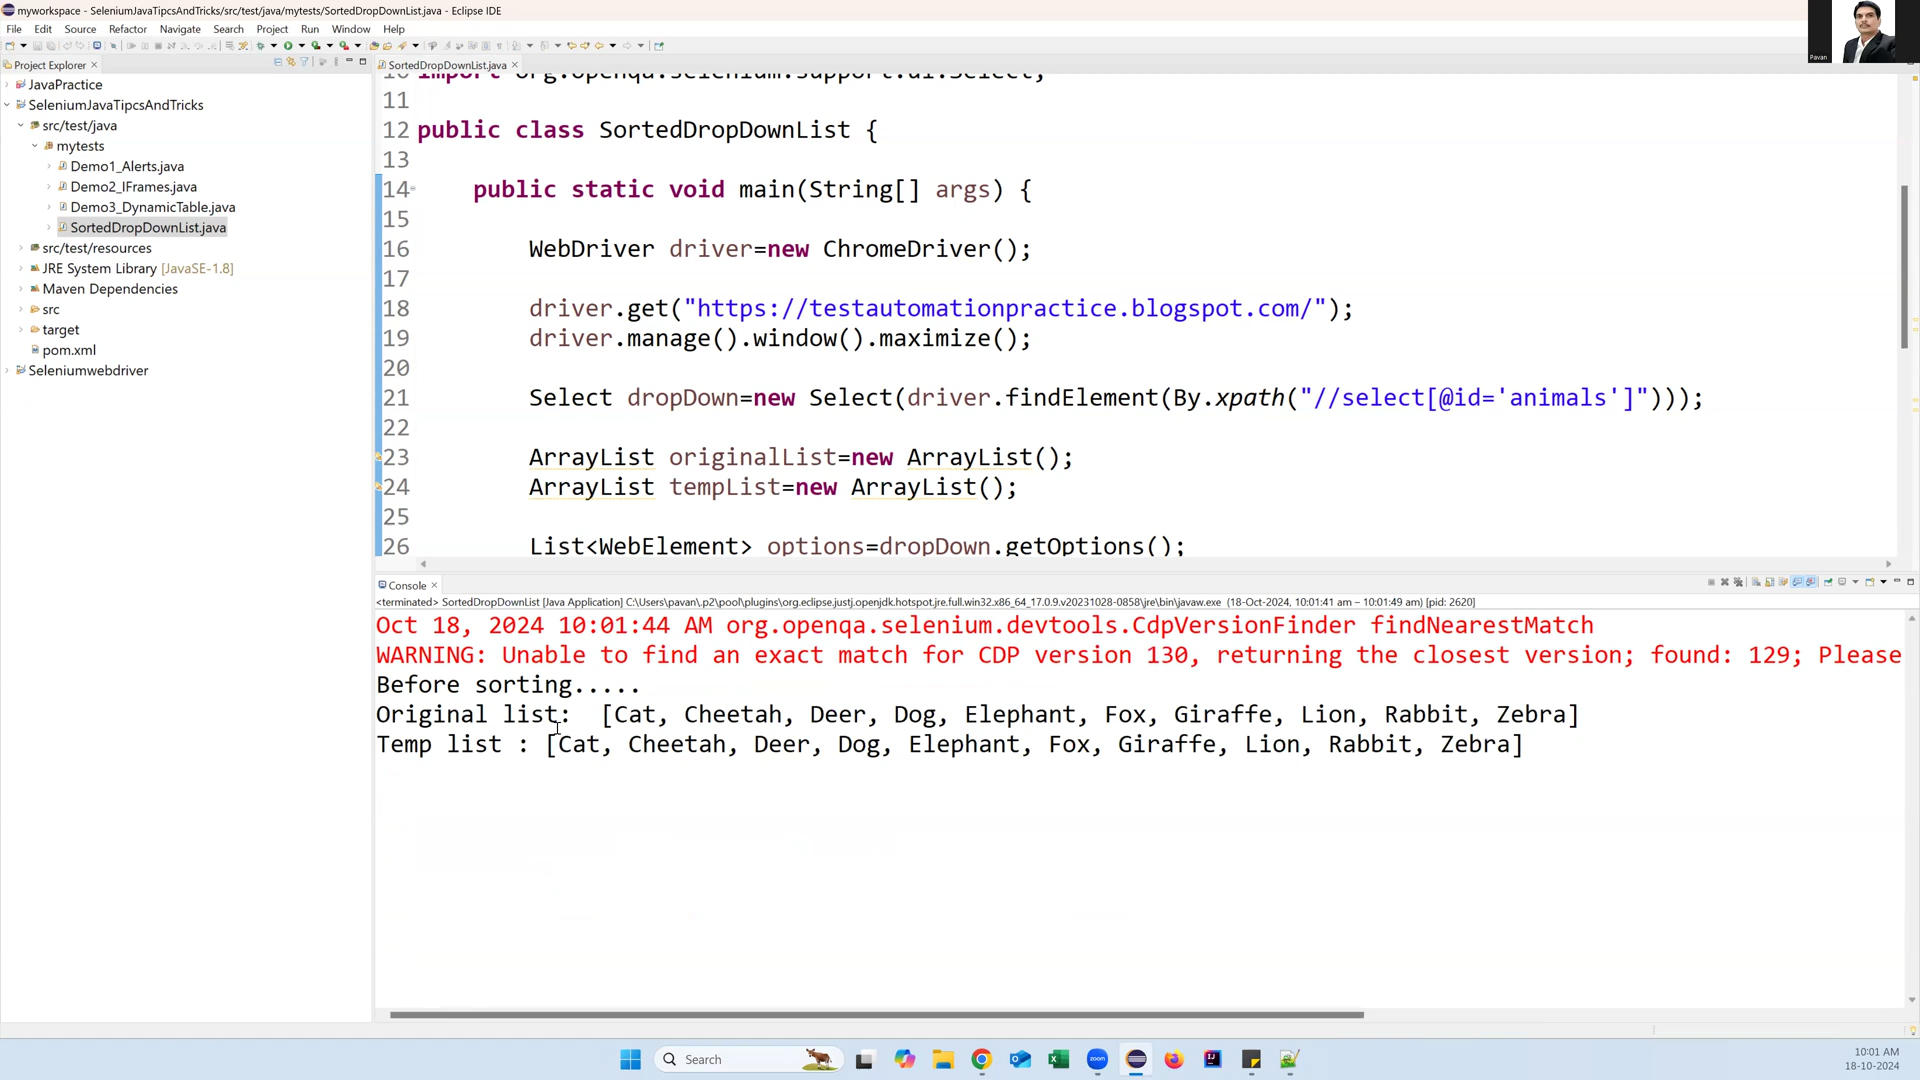 myworkspace - SeleniumJavaTipcsAndTricks/src/test/java/mytests/SortedDropDownList.java - Eclipse IDE
File Edit Source Refactor Navigate Search Project Run Window Help
Pavan
Project Explorer
SortedDropDownList.java
JavaPractice
SeleniumJavaTipcsAndTricks
src/test/java
mytests
Demo1_Alerts.java
Demo2_IFrames.java
Demo3_DynamicTable.java
SortedDropDownList.java
src/test/resources
JRE System Library [JavaSE-1.8]
Maven Dependencies
src
target
pom.xml
Seleniumwebdriver
10 import org.openqa.selenium.support.ui.Select;
11
12 public class SortedDropDownList {
13
14 public static void main(String[] args) {
15
16 WebDriver driver=new ChromeDriver();
17
18 driver.get("https://testautomationpractice.blogspot.com/");
19 driver.manage().window().maximize();
20
21 Select dropDown=new Select(driver.findElement(By.xpath("//select[@id='animals']")));
22
23 ArrayList originalList=new ArrayList();
24 ArrayList tempList=new ArrayList();
25
26 List<WebElement> options=dropDown.getOptions();
Console
<terminated> SortedDropDownList [Java Application] C:\Users\pavan\.p2\pool\plugins\org.eclipse.justj.openjdk.hotspot.jre.full.win32.x86_64_17.0.9.v20231028-0858\jre\bin\javaw.exe (18-Oct-2024, 10:01:41 am – 10:01:49 am) [pid: 2620]
Oct 18, 2024 10:01:44 AM org.openqa.selenium.devtools.CdpVersionFinder findNearestMatch
WARNING: Unable to find an exact match for CDP version 130, returning the closest version; found: 129; Please
Before sorting.....
Original list:  [Cat, Cheetah, Deer, Dog, Elephant, Fox, Giraffe, Lion, Rabbit, Zebra]
Temp list : [Cat, Cheetah, Deer, Dog, Elephant, Fox, Giraffe, Lion, Rabbit, Zebra]
Search
zoom
10:01 AM
18-10-2024